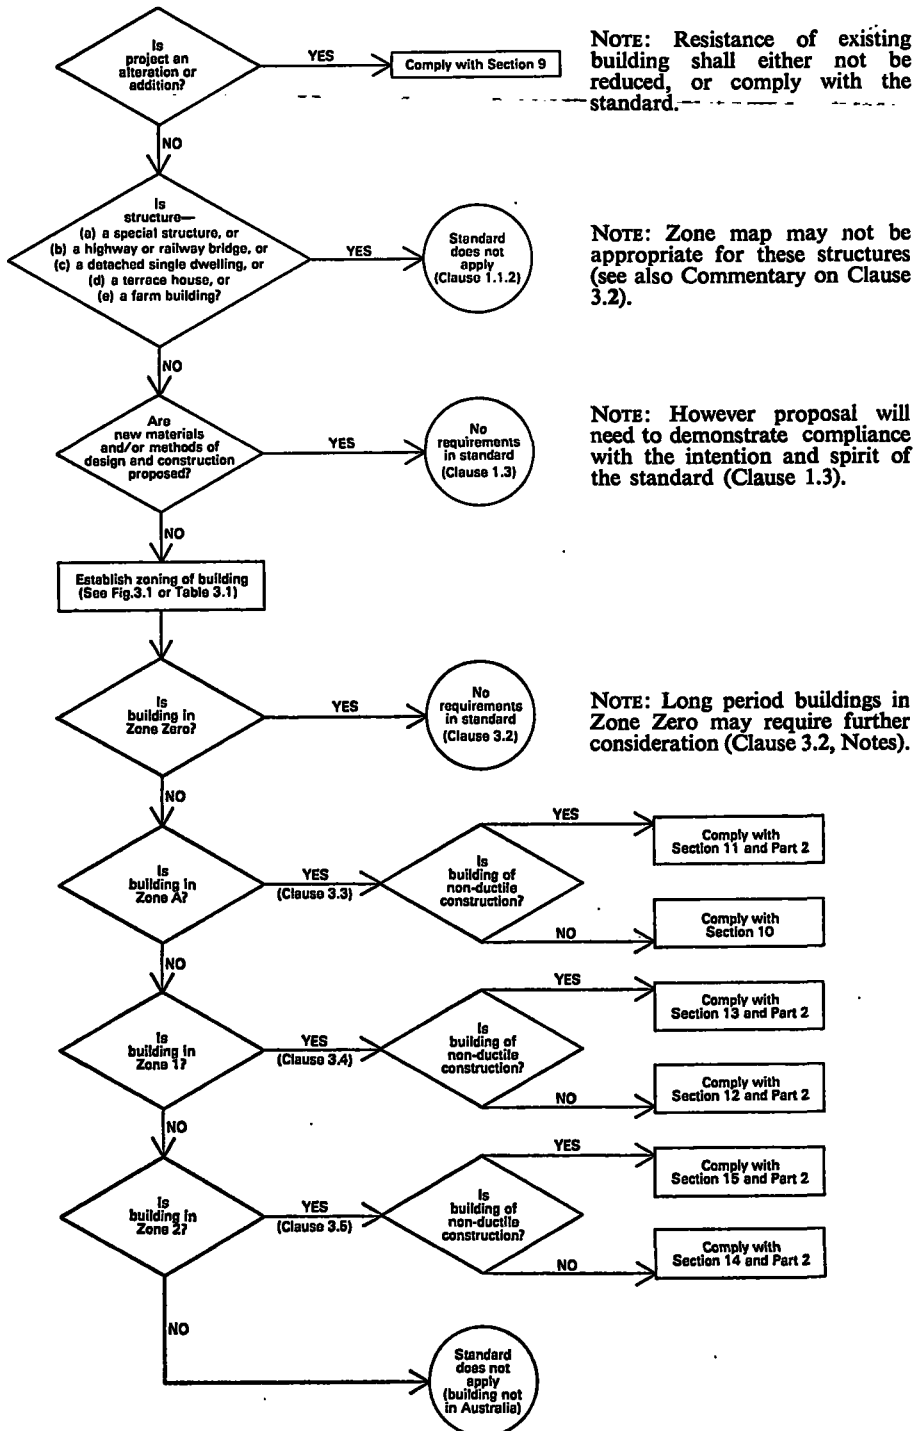 Is
project an
alteration or
addition?
YES
Comply with Section 9
NOTE: Resistance of existing
building shall either not be
reduced, or comply with the
standard.
NO
Is
structure—
(a) a special structure, or
(b) a highway or railway bridge, or
(c) a detached single dwelling, or
(d) a terrace house, or
(e) a farm building?
YES
Standard
does not
apply
(Clause 1.1.2)
NOTE: Zone map may not be
appropriate for these structures
(see also Commentary on Clause
3.2).
NO
Are
new materials
and/or methods of
design and construction
proposed?
YES
No
requirements
in standard
(Clause 1.3)
NOTE: However proposal will
need to demonstrate compliance
with the intention and spirit of
the standard (Clause 1.3).
NO
Establish zoning of building
(See Fig.3.1 or Table 3.1)
Is
building in
Zone Zero?
YES
No
requirements
in standard
(Clause 3.2)
NOTE: Long period buildings in
Zone Zero may require further
consideration (Clause 3.2, Notes).
NO
Is
building in
Zone A?
YES
(Clause 3.3)
Is
building of
non-ductile
construction?
YES
Comply with
Section 11 and Part 2
NO
Comply with
Section 10
NO
Is
building in
Zone 1?
YES
(Clause 3.4)
Is
building of
non-ductile
construction?
YES
Comply with
Section 13 and Part 2
NO
Comply with
Section 12 and Part 2
NO
Is
building in
Zone 2?
YES
(Clause 3.5)
Is
building of
non-ductile
construction?
YES
Comply with
Section 15 and Part 2
NO
Comply with
Section 14 and Part 2
NO
Standard
does not
apply
(building not
in Australia)